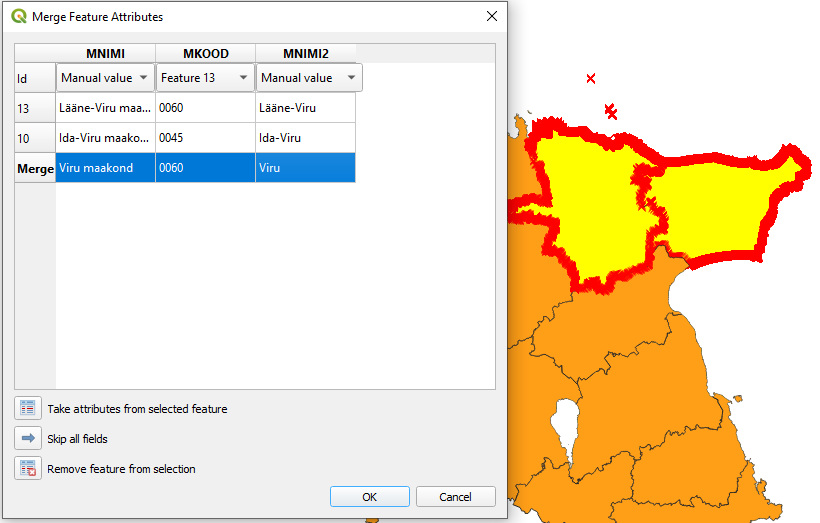 Merge Feature Attributes
MNIMI MKOOD MNIMI2
Id Manual value Feature 13 Manual value
13 Lääne-Viru maa... 0060 Lääne-Viru
10 Ida-Viru maako... 0045 Ida-Viru
Merge Viru maakond 0060 Viru
Take attributes from selected feature
Skip all fields
Remove feature from selection
OK Cancel